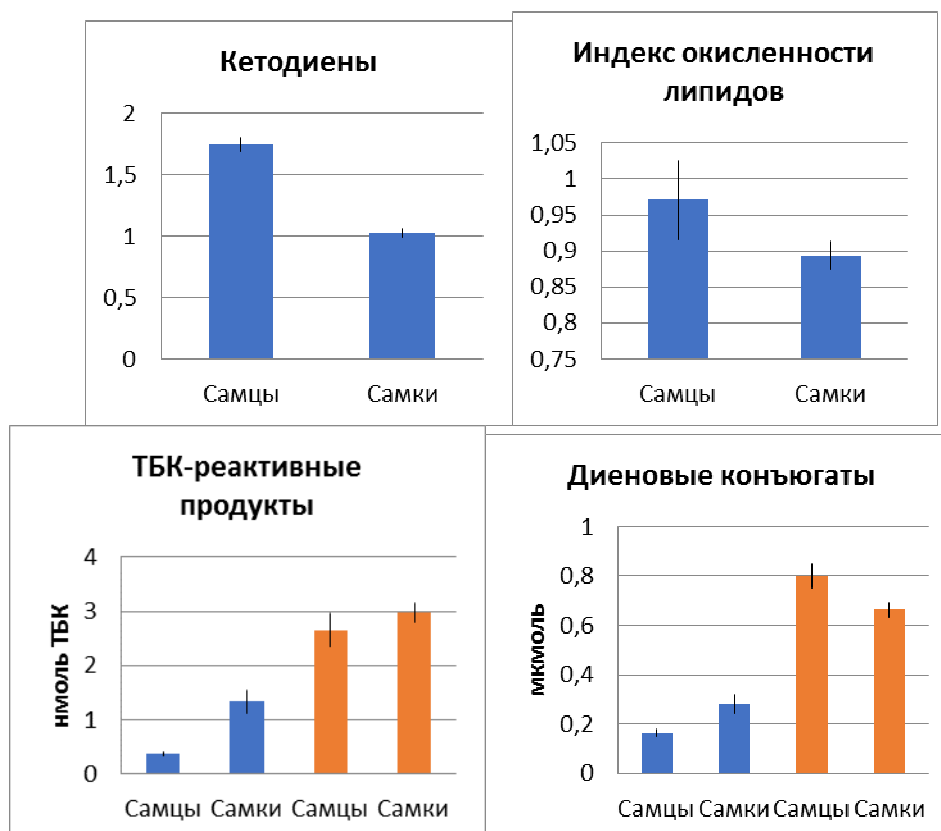 Кетодиены
2
1,5
1
0,5
0
Самцы Самки
Индекс окисленности
липидов
1,05
1
0,95
0,9
0,85
0,8
0,75
Самцы Самки
ТБК-реактивные
продукты
нмоль ТБК
4
3
2
1
0
Самцы Самки Самцы Самки
Диеновые конъюгаты
мкмоль
1
0,8
0,6
0,4
0,2
0
Самцы Самки Самцы Самки